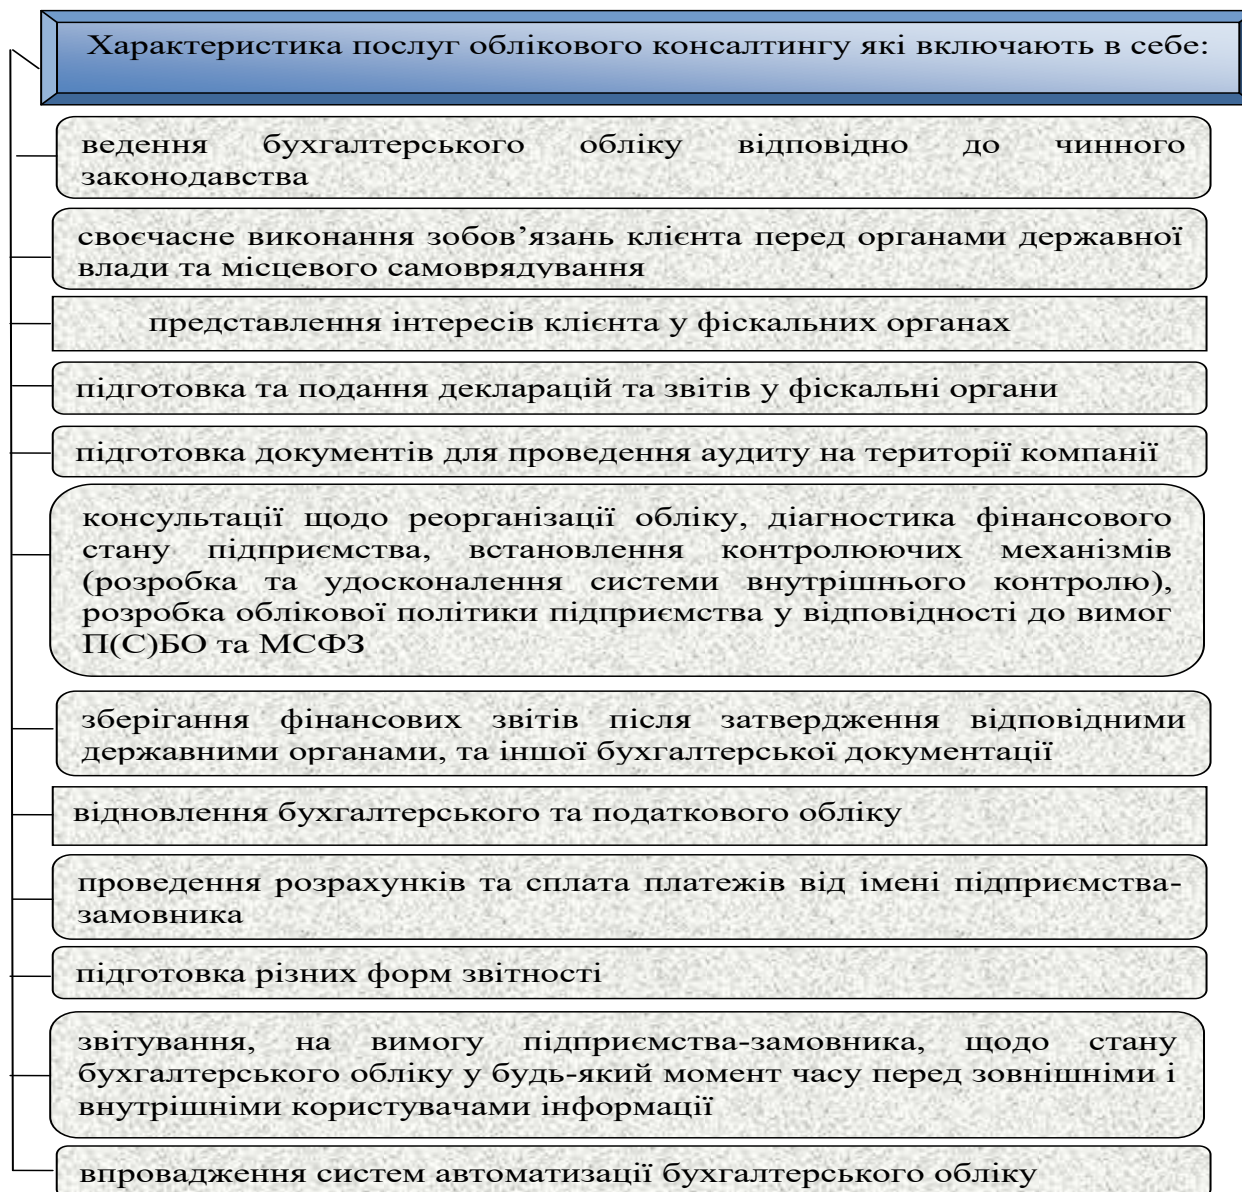 Характеристика послуг облікового консалтингу які включають в себе:
ведення бухгалтерського обліку відповідно до чинного
законодавства
своєчасне виконання зобов’язань клієнта перед органами державної
влади та місцевого самоврядування
представлення інтересів клієнта у фіскальних органах
підготовка та подання декларацій та звітів у фіскальні органи
підготовка документів для проведення аудиту на території компанії
консультації щодо реорганізації обліку, діагностика фінансового
стану підприємства, встановлення контролюючих механізмів
(розробка та удосконалення системи внутрішнього контролю),
розробка облікової політики підприємства у відповідності до вимог
П(С)БО та МСФЗ
зберігання фінансових звітів після затвердження відповідними
державними органами, та іншої бухгалтерської документації
відновлення бухгалтерського та податкового обліку
проведення розрахунків та сплата платежів від імені підприємства-
замовника
підготовка різних форм звітності
звітування, на вимогу підприємства-замовника, щодо стану
бухгалтерського обліку у будь-який момент часу перед зовнішніми і
внутрішніми користувачами інформації
впровадження систем автоматизації бухгалтерського обліку